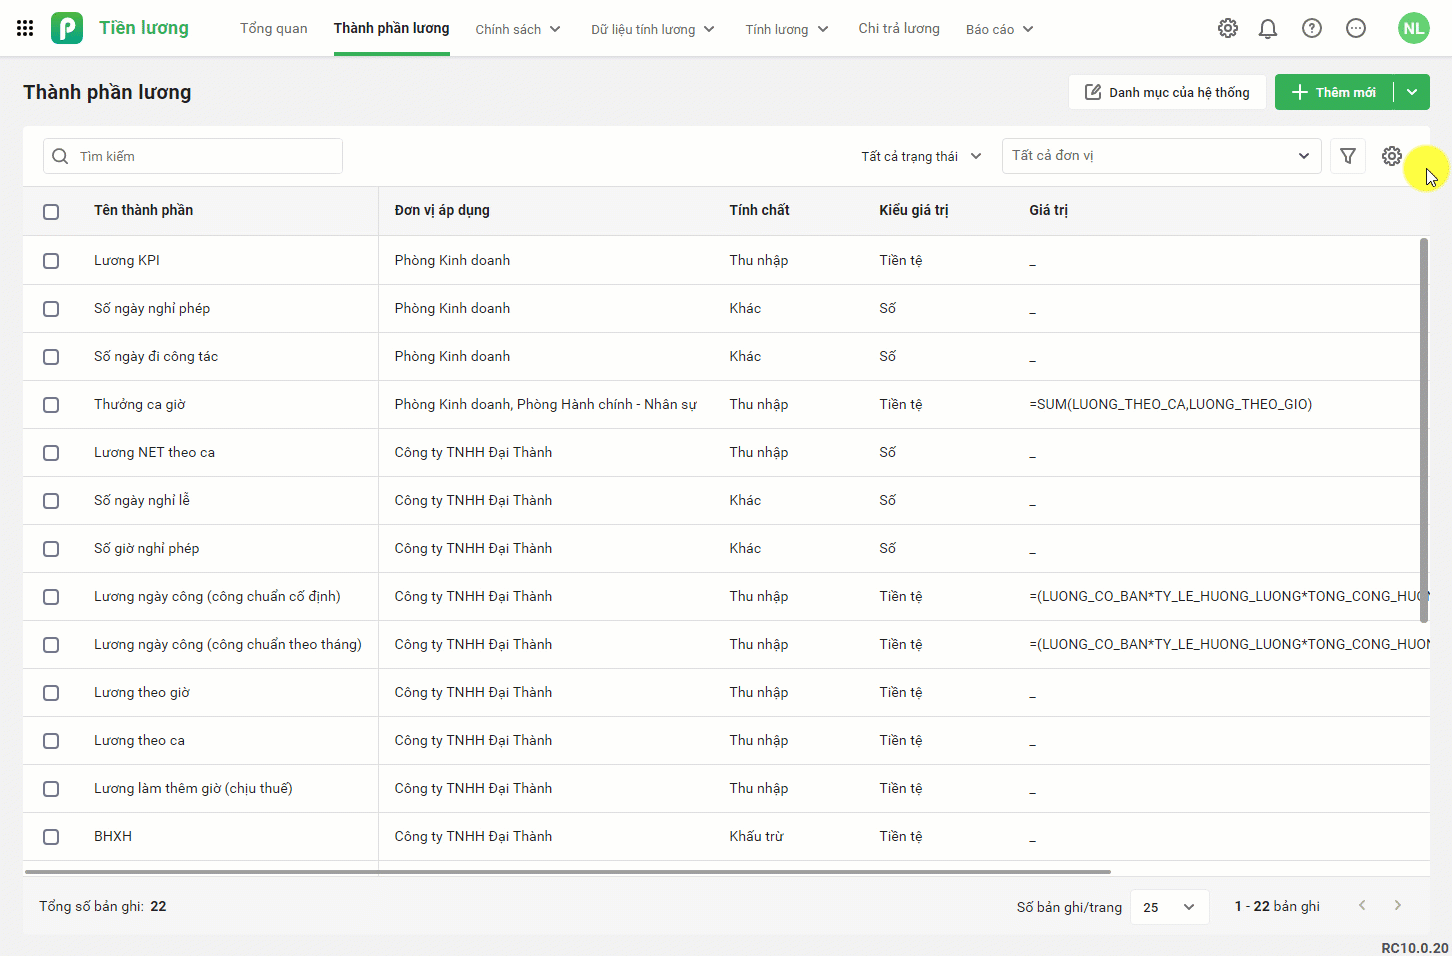 Tiền lương Tổng quan Thành phần lương Chính sách Dữ liệu tính lương Tính lương Chi trả lương Báo cáo NL
Thành phần lương Danh mục của hệ thống Thêm mới
Tìm kiếm Tất cả trạng thái Tất cả đơn vị
Tên thành phần Đơn vị áp dụng Tính chất Kiểu giá trị Giá trị
Lương KPI Phòng Kinh doanh Thu nhập Tiền tệ _
Số ngày nghỉ phép Phòng Kinh doanh Khác Số _
Số ngày đi công tác Phòng Kinh doanh Khác Số _
Thưởng ca giờ Phòng Kinh doanh, Phòng Hành chính - Nhân sự Thu nhập Tiền tệ =SUM(LUONG_THEO_CA,LUONG_THEO_GIO)
Lương NET theo ca Công ty TNHH Đại Thành Thu nhập Số _
Số ngày nghỉ lễ Công ty TNHH Đại Thành Khác Số _
Số giờ nghỉ phép Công ty TNHH Đại Thành Khác Số _
Lương ngày công (công chuẩn cố định) Công ty TNHH Đại Thành Thu nhập Tiền tệ =(LUONG_CO_BAN*TY_LE_HUONG_LUONG*TONG_CONG_HUON
Lương ngày công (công chuẩn theo tháng) Công ty TNHH Đại Thành Thu nhập Tiền tệ =(LUONG_CO_BAN*TY_LE_HUONG_LUONG*TONG_CONG_HUON
Lương theo giờ Công ty TNHH Đại Thành Thu nhập Tiền tệ _
Lương theo ca Công ty TNHH Đại Thành Thu nhập Tiền tệ _
Lương làm thêm giờ (chịu thuế) Công ty TNHH Đại Thành Thu nhập Tiền tệ _
BHXH Công ty TNHH Đại Thành Khấu trừ Tiền tệ _
Tổng số bản ghi: 22 Số bản ghi/trang 25 1 - 22 bản ghi
RC10.0.20